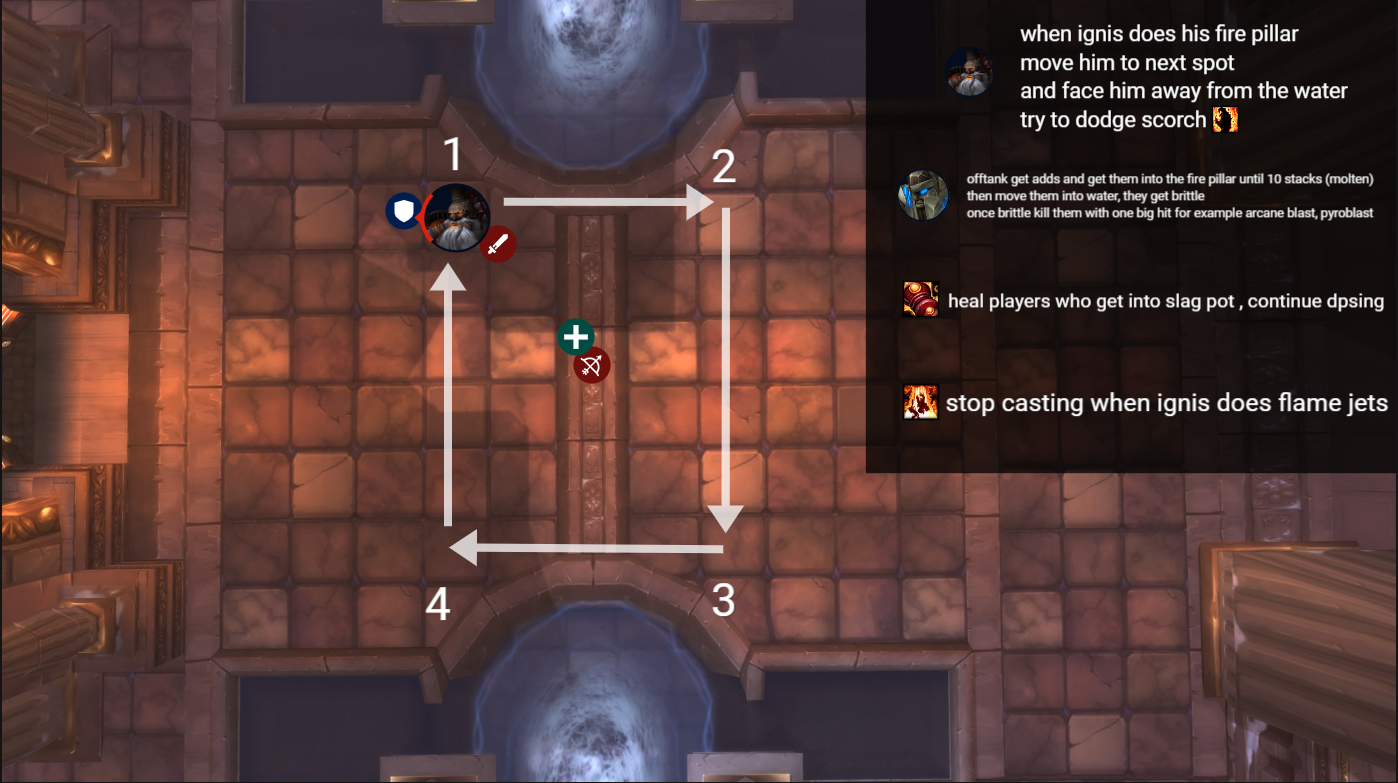 when ignis does his fire pillar
move him to next spot
and face him away from the water
try to dodge scorch
1
2
offtank get adds and get them into the fire pillar until 10 stacks (molten)
then move them into water, they get brittle
once brittle kill them with one big hit for example arcane blast, pyroblast
heal players who get into slag pot , continue dpsing
stop casting when ignis does flame jets
4
3